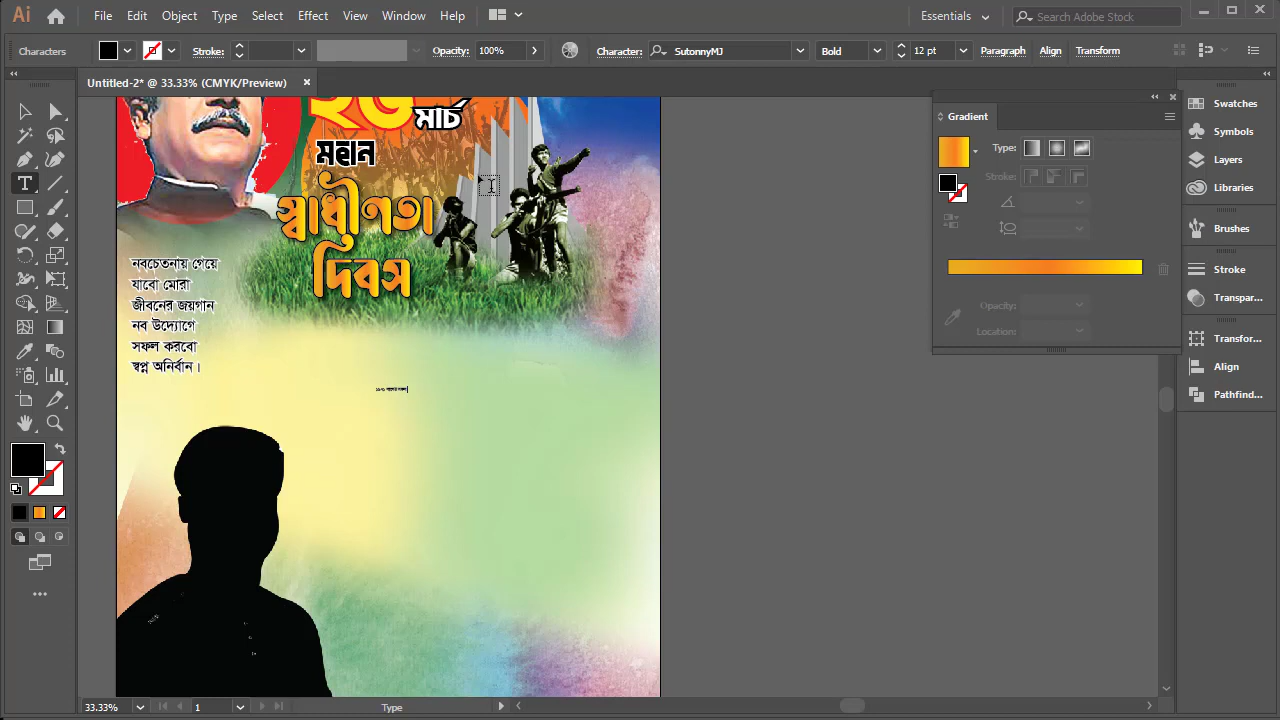 Ai File Edit Object Type Select Effect View Window Help Essentials Search Adobe Stock
Characters Stroke: Opacity: 100% Character: SutonnyMJ Bold 12 pt Paragraph Align Transform
Untitled-2* @ 33.33% (CMYK/Preview)
২৬ মার্চ
মহান
স্বাধীনতা
দিবস
নবচেতনায় গেয়ে
যাবো মোরা
জীবনের জয়গান
নব উদ্যোগে
সফল করবো
স্বপ্ন অনির্বান।
Gradient
Type:
Stroke:
Opacity:
Location:
Swatches
Symbols
Layers
Libraries
Brushes
Stroke
Transpar...
Transfor...
Align
Pathfind...
33.33% 1 Type